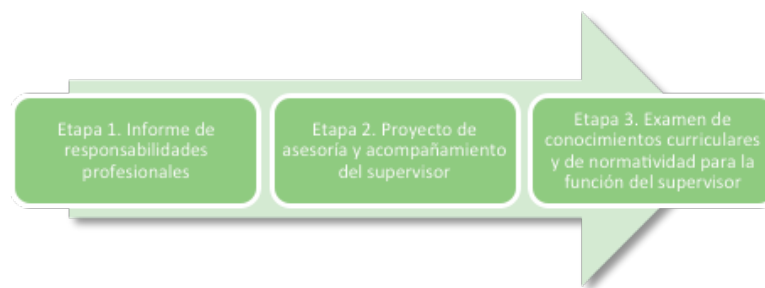 Etapa 1. Informe de
responsabilidades
profesionales
Etapa 2. Proyecto de
asesoría y acompañamiento
del supervisor
Etapa 3. Examen de
conocimientos curriculares
y de normatividad para la
función del supervisor